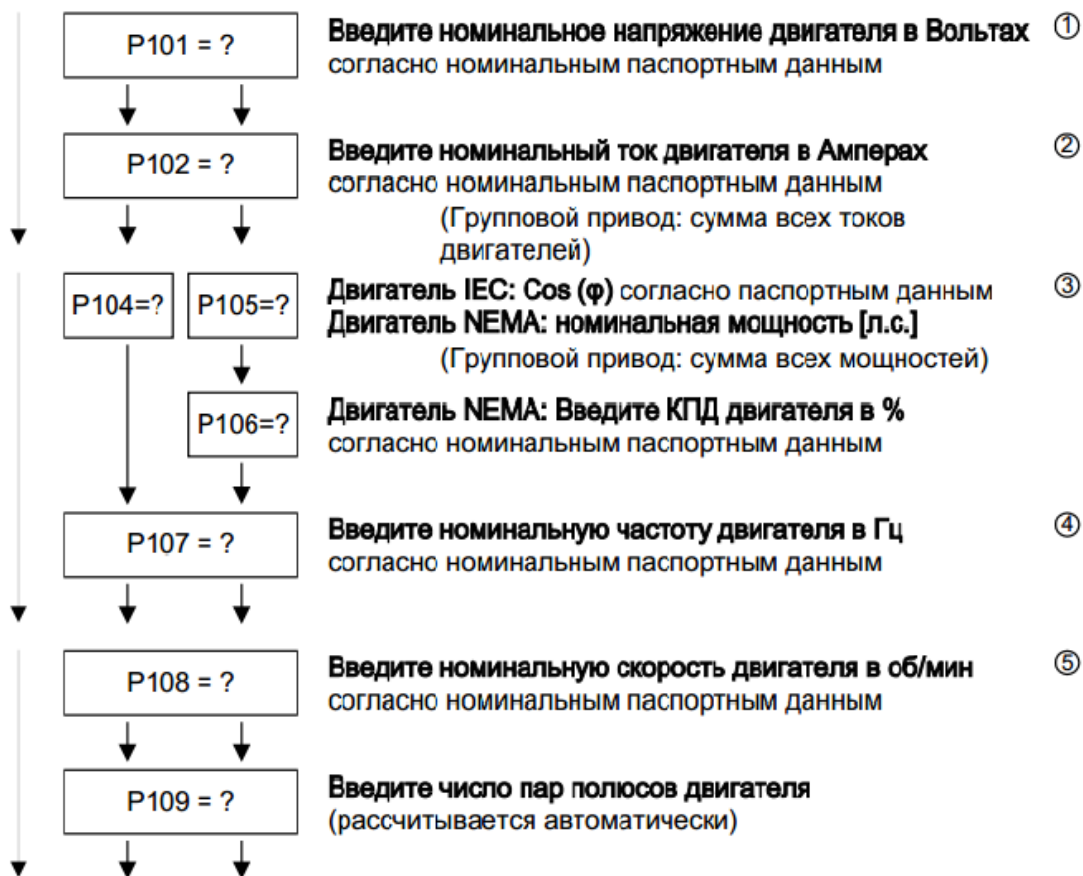 P101 = ?
Введите номинальное напряжение двигателя в Вольтах ①
согласно номинальным паспортным данным
P102 = ?
Введите номинальный ток двигателя в Амперах ②
согласно номинальным паспортным данным
(Групповой привод: сумма всех токов
двигателей)
P104=? P105=?
Двигатель IEC: Cos (φ) согласно паспортным данным ③
Двигатель NEMA: номинальная мощность [л.с.]
(Групповой привод: сумма всех мощностей)
P106=?
Двигатель NEMA: Введите КПД двигателя в %
согласно номинальным паспортным данным
P107 = ?
Введите номинальную частоту двигателя в Гц ④
согласно номинальным паспортным данным
P108 = ?
Введите номинальную скорость двигателя в об/мин ⑤
согласно номинальным паспортным данным
P109 = ?
Введите число пар полюсов двигателя
(рассчитывается автоматически)